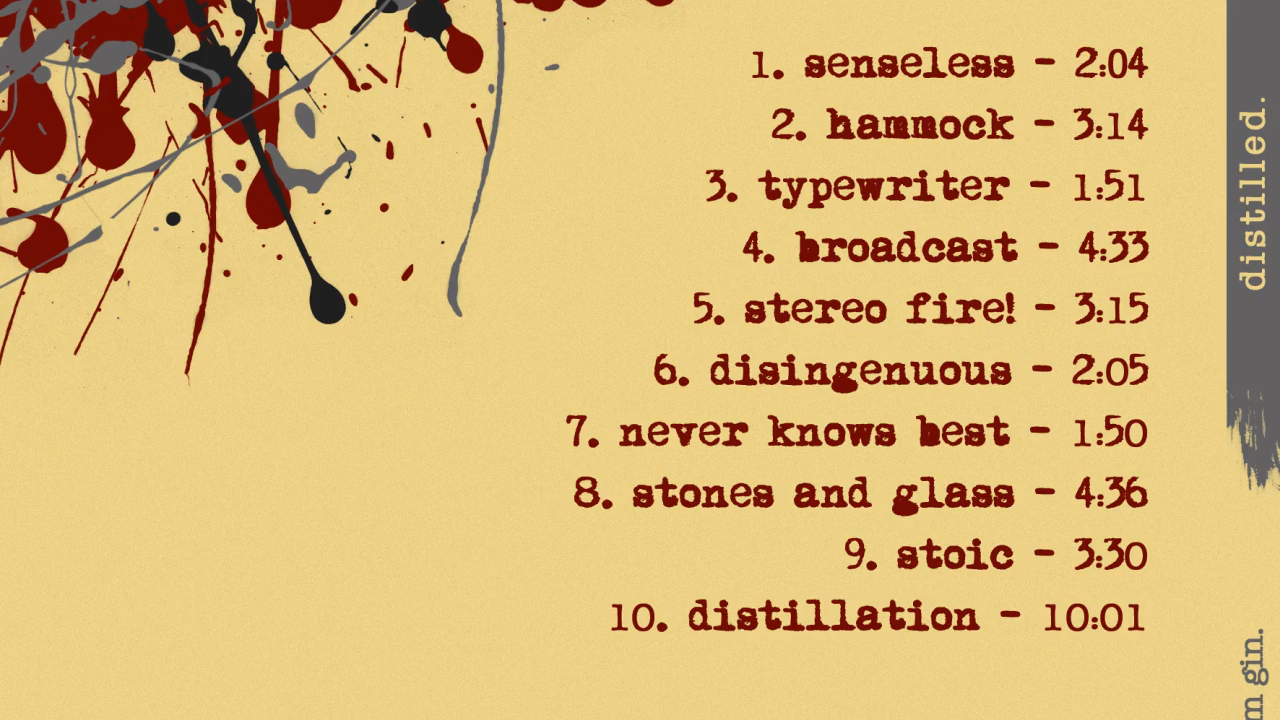 1. senseless - 2:04
2. hammock - 3:14
3. typewriter - 1:51
4. broadcast - 4:33
5. stereo fire! - 3:15
6. disingenuous - 2:05
7. never knows best - 1:50
8. stones and glass - 4:36
9. stoic - 3:30
10. distillation - 10:01
distilled.
gin.